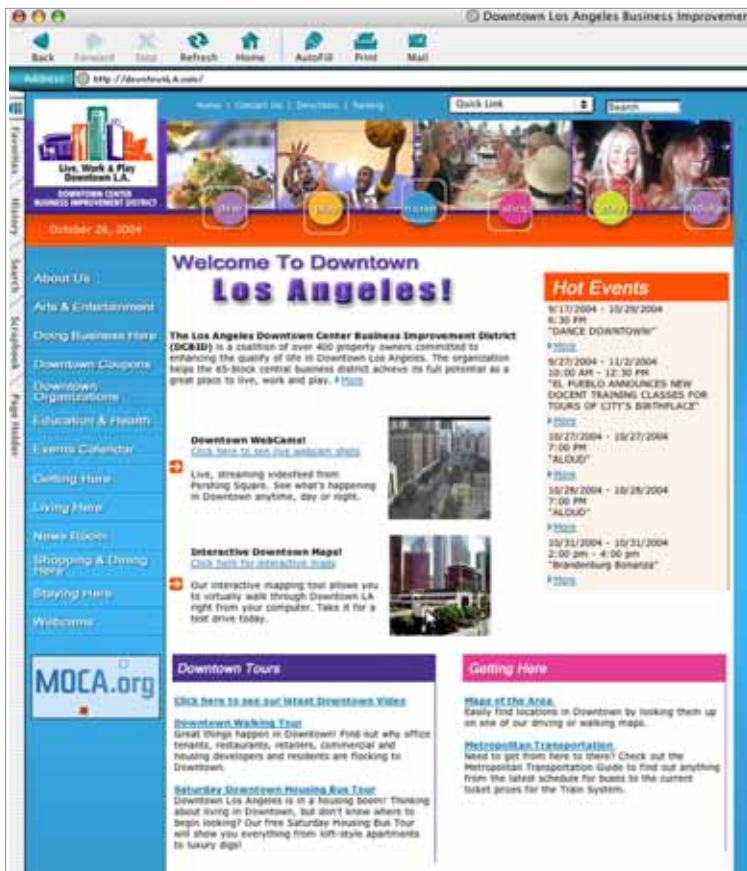 Downtown Los Angeles Business Improvemer
Back Forward Stop Refresh Home AutoFill Print Mail
Address: http://downtownLA.com/
Favorites
History
Search
Scrapbook
Page Holder
Live, Work & Play
Downtown L.A.
DOWNTOWN CENTER
BUSINESS IMPROVEMENT DISTRICT
Home | Contact Us | Directions |
Quick Link
Search
dine
play
shop
October 26, 2004
About Us
Arts & Entertainment
Doing Business Here
Downtown Coupons
Downtown
Organizations
Education & Health
Events Calendar
Getting Here
Living Here
News Room
Shopping & Dining
Here
Staying Here
Webcams
MOCA.org
Welcome To Downtown
Los Angeles!
The Los Angeles Downtown Center Business Improvement District
(DCBID) is a coalition of over 400 property owners committed to
enhancing the quality of life in Downtown Los Angeles. The organization
helps the 65-block central business district achieve its full potential as a
great place to live, work and play. More
Downtown WebCams!
Click here to see live webcam shots
Live, streaming videofeed from
Pershing Square. See what's happening
in Downtown anytime, day or night.
Interactive Downtown Maps!
Click here for interactive maps
Our interactive mapping tool allows you
to virtually walk through Downtown LA
right from your computer. Take it for a
test drive today.
Hot Events
9/17/2004 - 10/29/2004
6:30 PM
"DANCE DOWNTOWN"
More
9/27/2004 - 11/2/2004
10:00 AM - 12:30 PM
"EL PUEBLO ANNOUNCES NEW
DOCENT TRAINING CLASSES FOR
TOURS OF CITY'S BIRTHPLACE"
More
10/27/2004 - 10/27/2004
7:00 PM
"ALOUD"
More
10/28/2004 - 10/28/2004
7:00 PM
"ALOUD"
More
10/31/2004 - 10/31/2004
2:00 pm - 4:00 pm
"Brandenburg Bonanza"
More
Downtown Tours
Click here to see our latest Downtown Video
Downtown Walking Tour
Great things happen in Downtown! Find out why office
tenants, restaurants, retailers, commercial and
housing developers and residents are flocking to
Downtown.
Saturday Downtown Housing Bus Tour
Downtown Los Angeles is in a housing boom! Thinking
about living in Downtown, but don't know where to
begin looking? Our free Saturday Housing Bus Tour
will show you everything from loft-style apartments
to luxury digs!
Getting Here
Maps of the Area
Easily find locations in Downtown by looking them up
on one of our driving or walking maps.
Metropolitan Transportation
Need to get from here to there? Check out the
Metropolitan Transportation Guide to find out anything
from the latest schedule for buses to the current
ticket prices for the Train System.